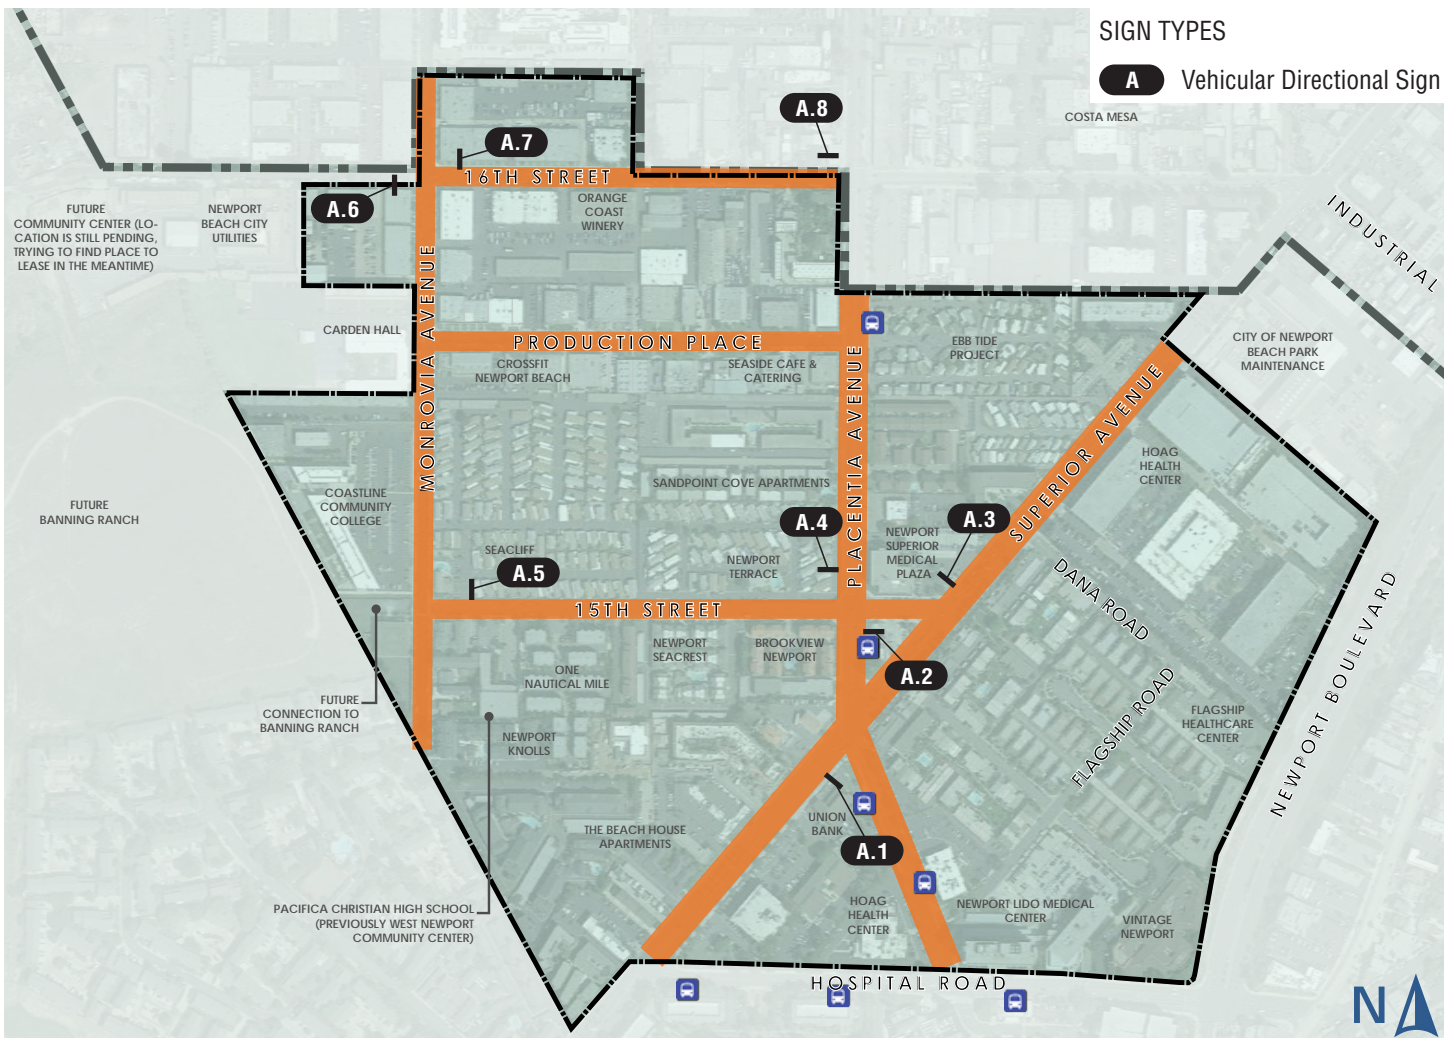 SIGN TYPES
A Vehicular Directional Sign
A.8
COSTA MESA
A.7
16TH STREET
A.6
ORANGE
COAST
WINERY
FUTURE
COMMUNITY CENTER (LO-
CATION IS STILL PENDING,
TRYING TO FIND PLACE TO
LEASE IN THE MEANTIME)
NEWPORT
BEACH CITY
UTILITIES
INDUSTRIAL
CARDEN HALL
MONROVIA AVENUE
PRODUCTION PLACE
CROSSFIT
NEWPORT BEACH
SEASIDE CAFE &
CATERING
PLACENTIA AVENUE
EBB TIDE
PROJECT
CITY OF NEWPORT
BEACH PARK
MAINTENANCE
SUPERIOR AVENUE
HOAG
HEALTH
CENTER
SANDPOINT COVE APARTMENTS
COASTLINE
COMMUNITY
COLLEGE
FUTURE
BANNING RANCH
A.4
A.3
NEWPORT
SUPERIOR
MEDICAL
PLAZA
SEACLIFF
A.5
NEWPORT
TERRACE
DANA ROAD
15TH STREET
NEWPORT
SEACREST
BROOKVIEW
NEWPORT
ONE
NAUTICAL MILE
A.2
FLAGSHIP ROAD
NEWPORT BOULEVARD
FUTURE
CONNECTION TO
BANNING RANCH
NEWPORT
KNOLLS
FLAGSHIP
HEALTHCARE
CENTER
THE BEACH HOUSE
APARTMENTS
UNION
BANK
A.1
PACIFICA CHRISTIAN HIGH SCHOOL
(PREVIOUSLY WEST NEWPORT
COMMUNITY CENTER)
HOAG
HEALTH
CENTER
NEWPORT LIDO MEDICAL
CENTER
VINTAGE
NEWPORT
HOSPITAL ROAD
N